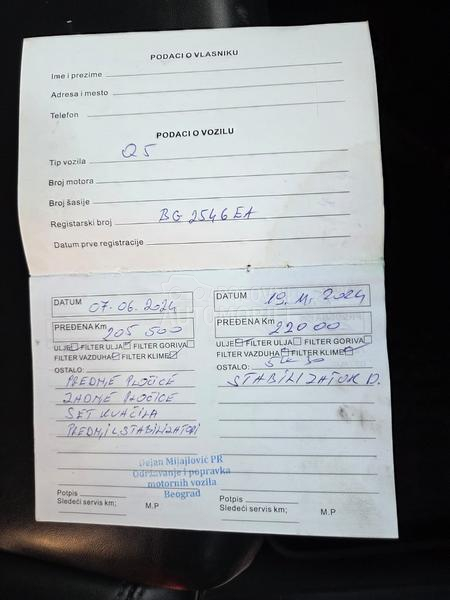 PODACI O VLASNIKU
Ime i prezime
Adresa i mesto
Telefon
PODACI O VOZILU
Tip vozila Q5
Broj motora
Broj šasije
Registarski broj BG 2546 EA
Datum prve registracije
DATUM 07.06.2024
PREĐENA Km 205 500
ULJE FILTER ULJA FILTER GORIVA
FILTER VAZDUHA FILTER KLIME
OSTALO:
PREDNJE PLOČICE
ZADNJE PLOČICE
SET KVAČILA
PREDNJI STABILIZATORI
Dejan Milajlović PR
Održavanje i popravka
motornih vozila
Beograd
Potpis
Sledeći servis km; M.P
DATUM 19.11.2024
PREĐENA Km 220 00
ULJE FILTER ULJA FILTER GORIVA
FILTER VAZDUHA FILTER KLIME
OSTALO: 5W-30
STABILIZATOR D.
Potpis
Sledeći servis km; M.P